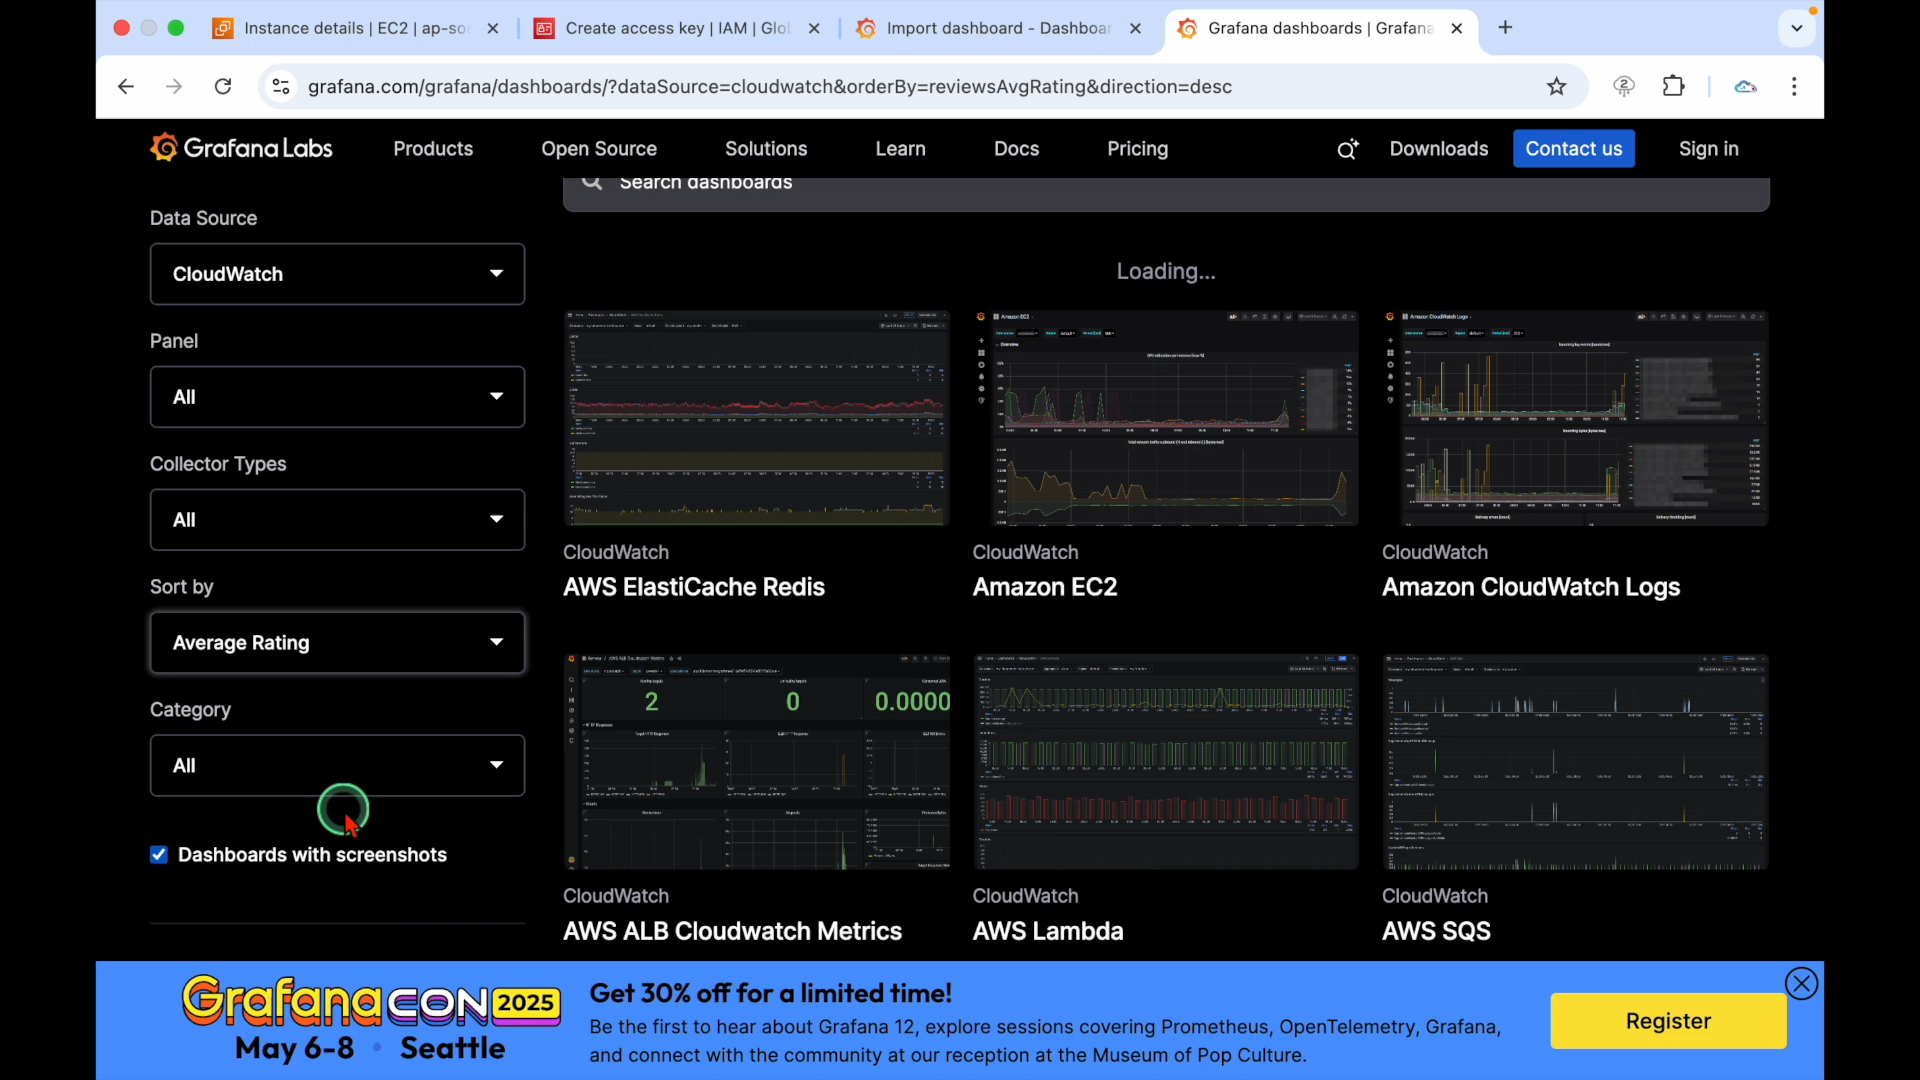 Instance details | EC2 | ap-so
Create access key | IAM | Glo
Import dashboard - Dashboar
Grafana dashboards | Grafana
grafana.com/grafana/dashboards/?dataSource=cloudwatch&orderBy=reviewsAvgRating&direction=desc
Grafana Labs
Products
Open Source
Solutions
Learn
Docs
Pricing
Downloads
Contact us
Sign in
Search dashboards
Data Source
CloudWatch
Panel
All
Collector Types
All
Sort by
Average Rating
Category
All
Dashboards with screenshots
Loading...
CloudWatch
AWS ElastiCache Redis
CloudWatch
Amazon EC2
CloudWatch
Amazon CloudWatch Logs
2
0
0.0000
CloudWatch
AWS ALB Cloudwatch Metrics
CloudWatch
AWS Lambda
CloudWatch
AWS SQS
GrafanaCON 2025
May 6-8 • Seattle
Get 30% off for a limited time!
Be the first to hear about Grafana 12, explore sessions covering Prometheus, OpenTelemetry, Grafana,
and connect with the community at our reception at the Museum of Pop Culture.
Register